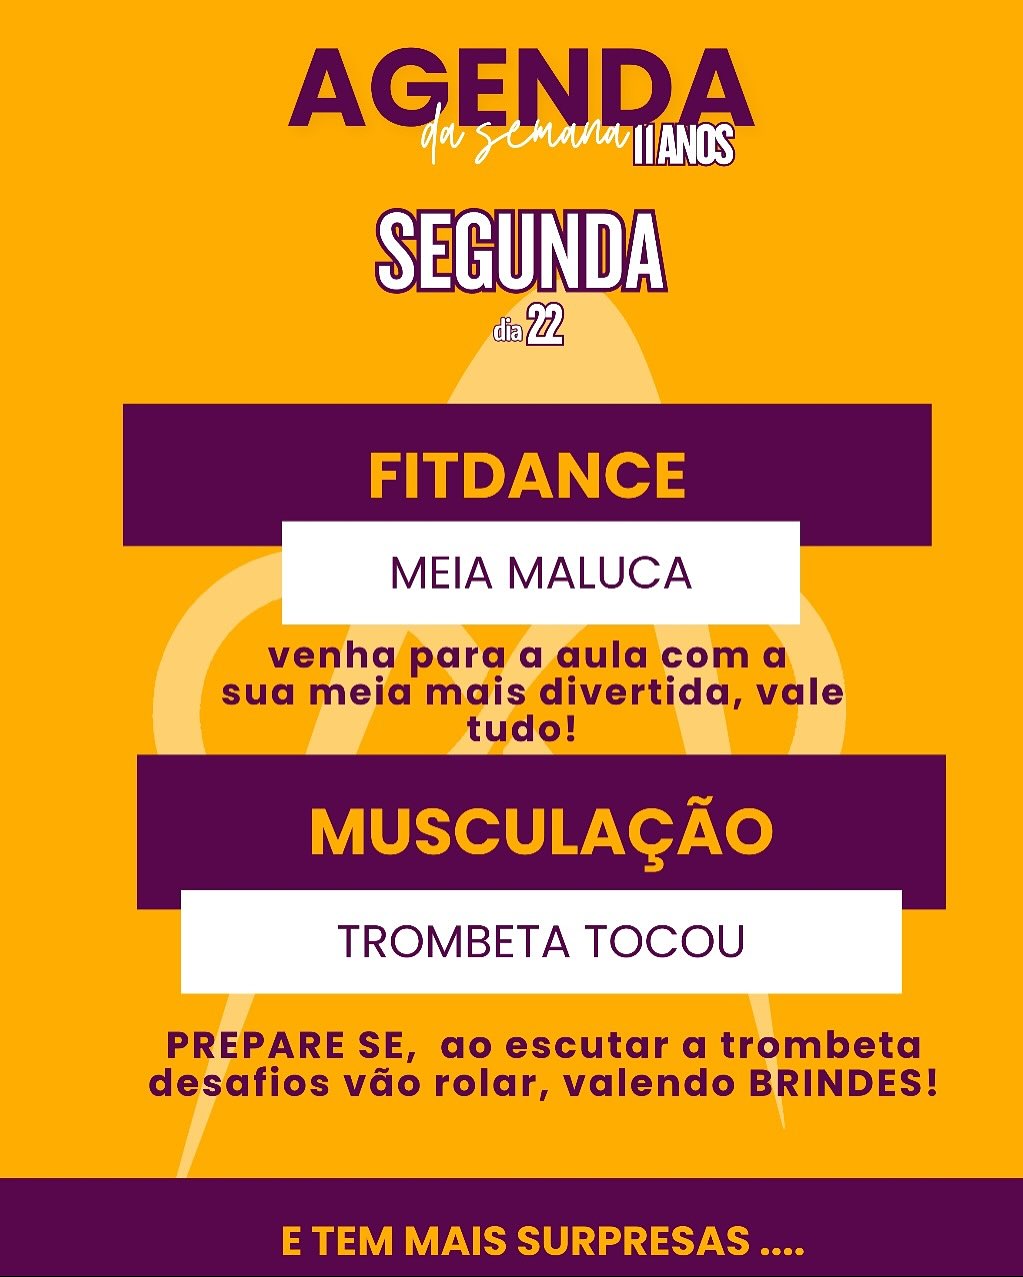 AGENDA
da semana 11 ANOS
SEGUNDA
dia 22
FITDANCE
MEIA MALUCA
venha para a aula com a
sua meia mais divertida, vale
tudo!
MUSCULAÇÃO
TROMBETA TOCOU
PREPARE SE, ao escutar a trombeta
desafios vão rolar, valendo BRINDES!
E TEM MAIS SURPRESAS ....